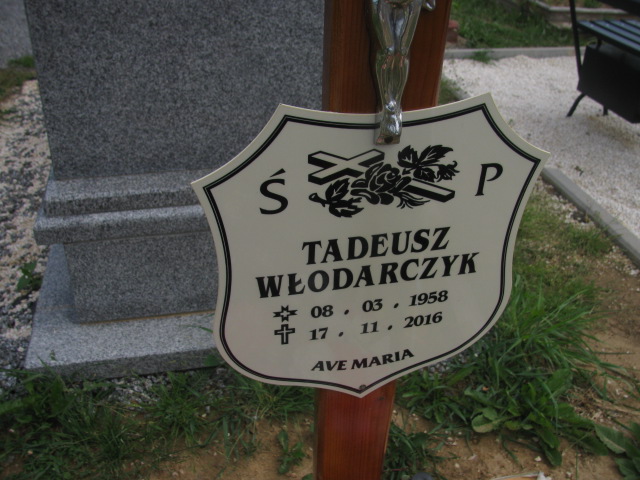 Ś P
TADEUSZ
WŁODARCZYK
08 . 03 . 1958
17 . 11 . 2016
AVE MARIA